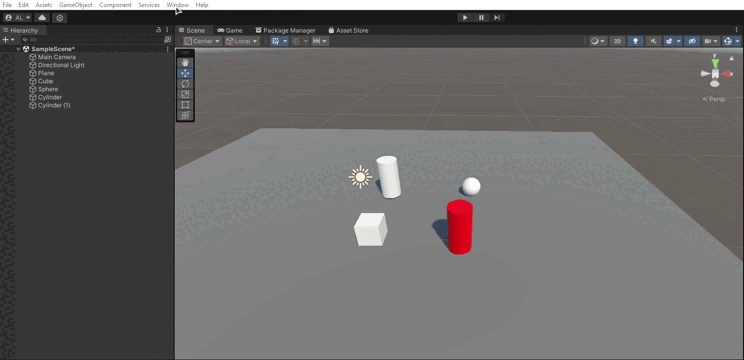 File Edit Assets GameObject Component Services Window Help
AL
Hierarchy
Scene Game Package Manager Asset Store
All
Center Local 2D
SampleScene*
Main Camera
Directional Light
Plane
Cube
Sphere
Cylinder
Cylinder (1)
y
x
< Persp